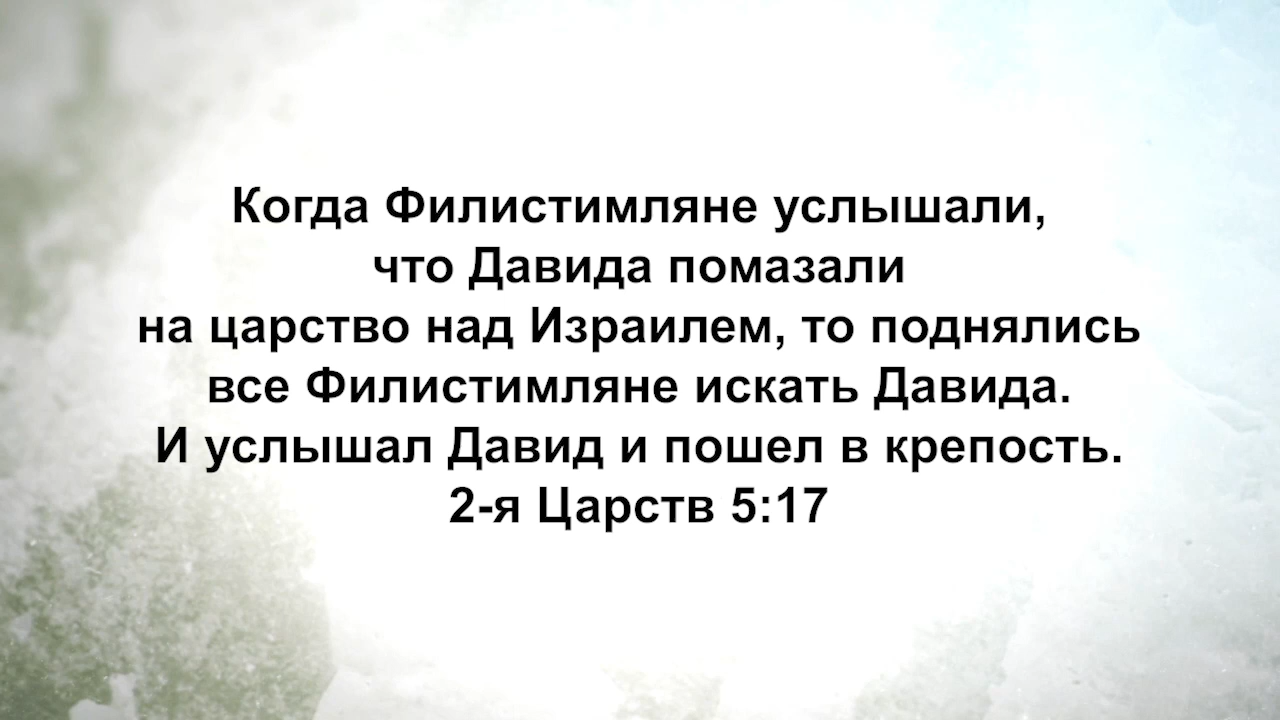 Когда Филистимляне услышали,
что Давида помазали
на царство над Израилем, то поднялись
все Филистимляне искать Давида.
И услышал Давид и пошел в крепость.
2-я Царств 5:17